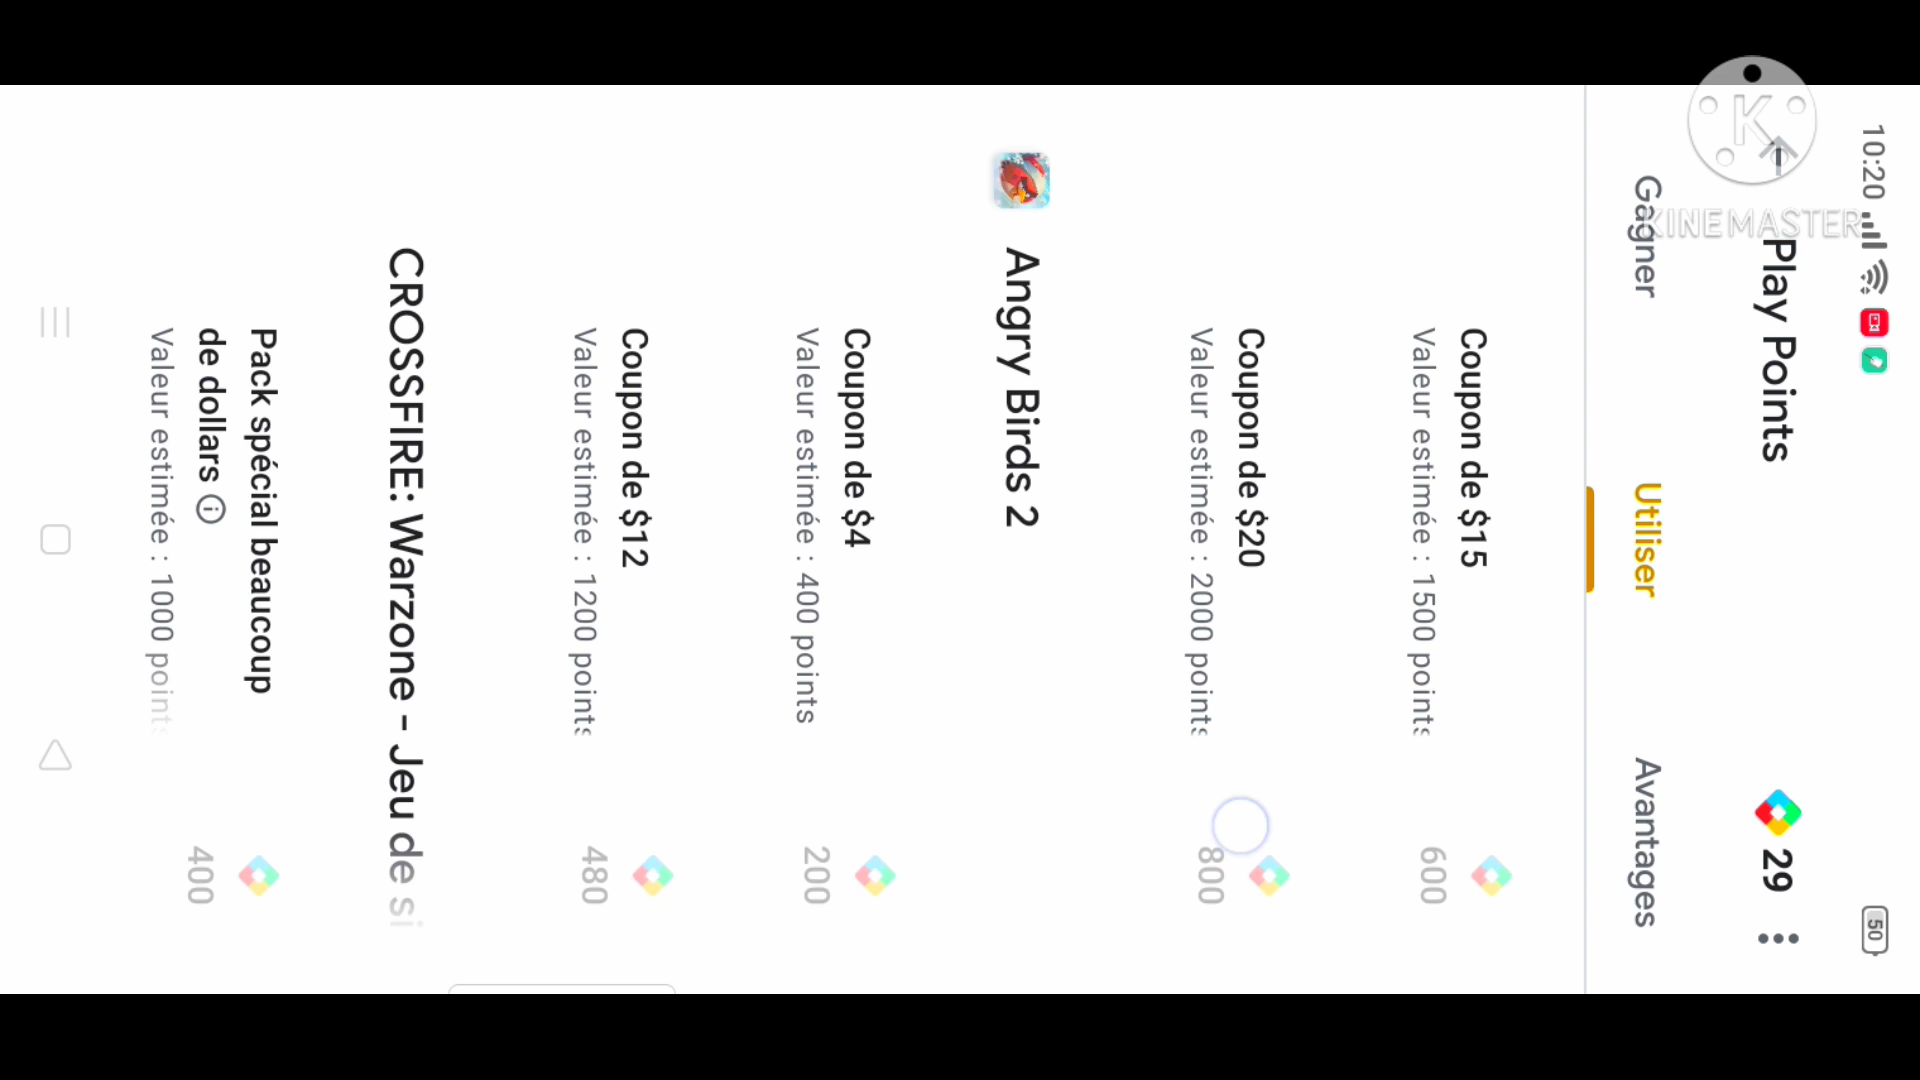 10:20
50
KINEMASTER
Play Points
29
Gagner
Utiliser
Avantages
Coupon de $15
Valeur estimée : 1500 points
600
Coupon de $20
Valeur estimée : 2000 points
800
Angry Birds 2
Coupon de $4
Valeur estimée : 400 points
200
Coupon de $12
Valeur estimée : 1200 points
480
CROSSFIRE: Warzone - Jeu de si
Pack spécial beaucoup
de dollars
Valeur estimée : 1000 points
400